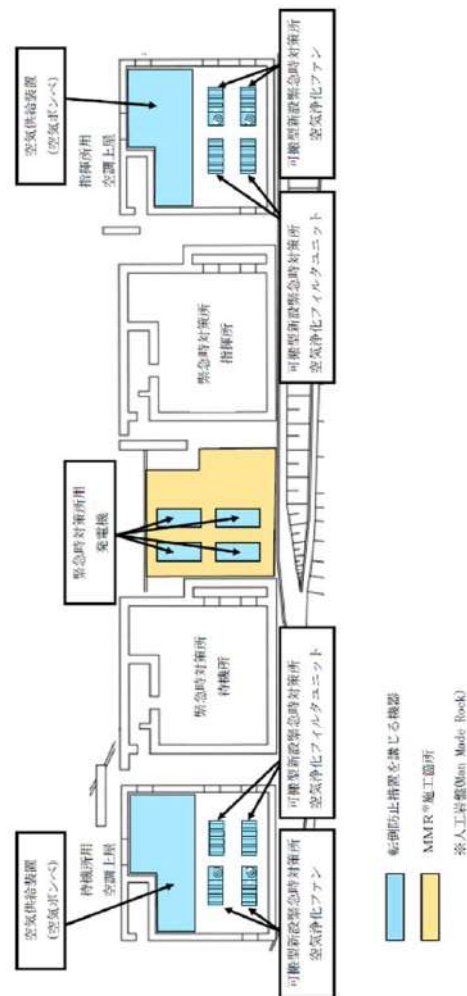 空気供給装置
(空気ボンベ)
待機所用
空調上屋
緊急時対策所
待機所
緊急時対策所用
発電機
緊急時対策所
指揮所
空気供給装置
(空気ボンベ)
指揮所用
空調上屋
可搬型新設緊急時対策所
空気浄化ファン
可搬型新設緊急時対策所
空気浄化フィルタユニット
可搬型新設緊急時対策所
空気浄化フィルタユニット
可搬型新設緊急時対策所
空気浄化ファン
転倒防止措置を講じる機器
MMR※施工箇所
※人工岩盤(Man Made Rock)